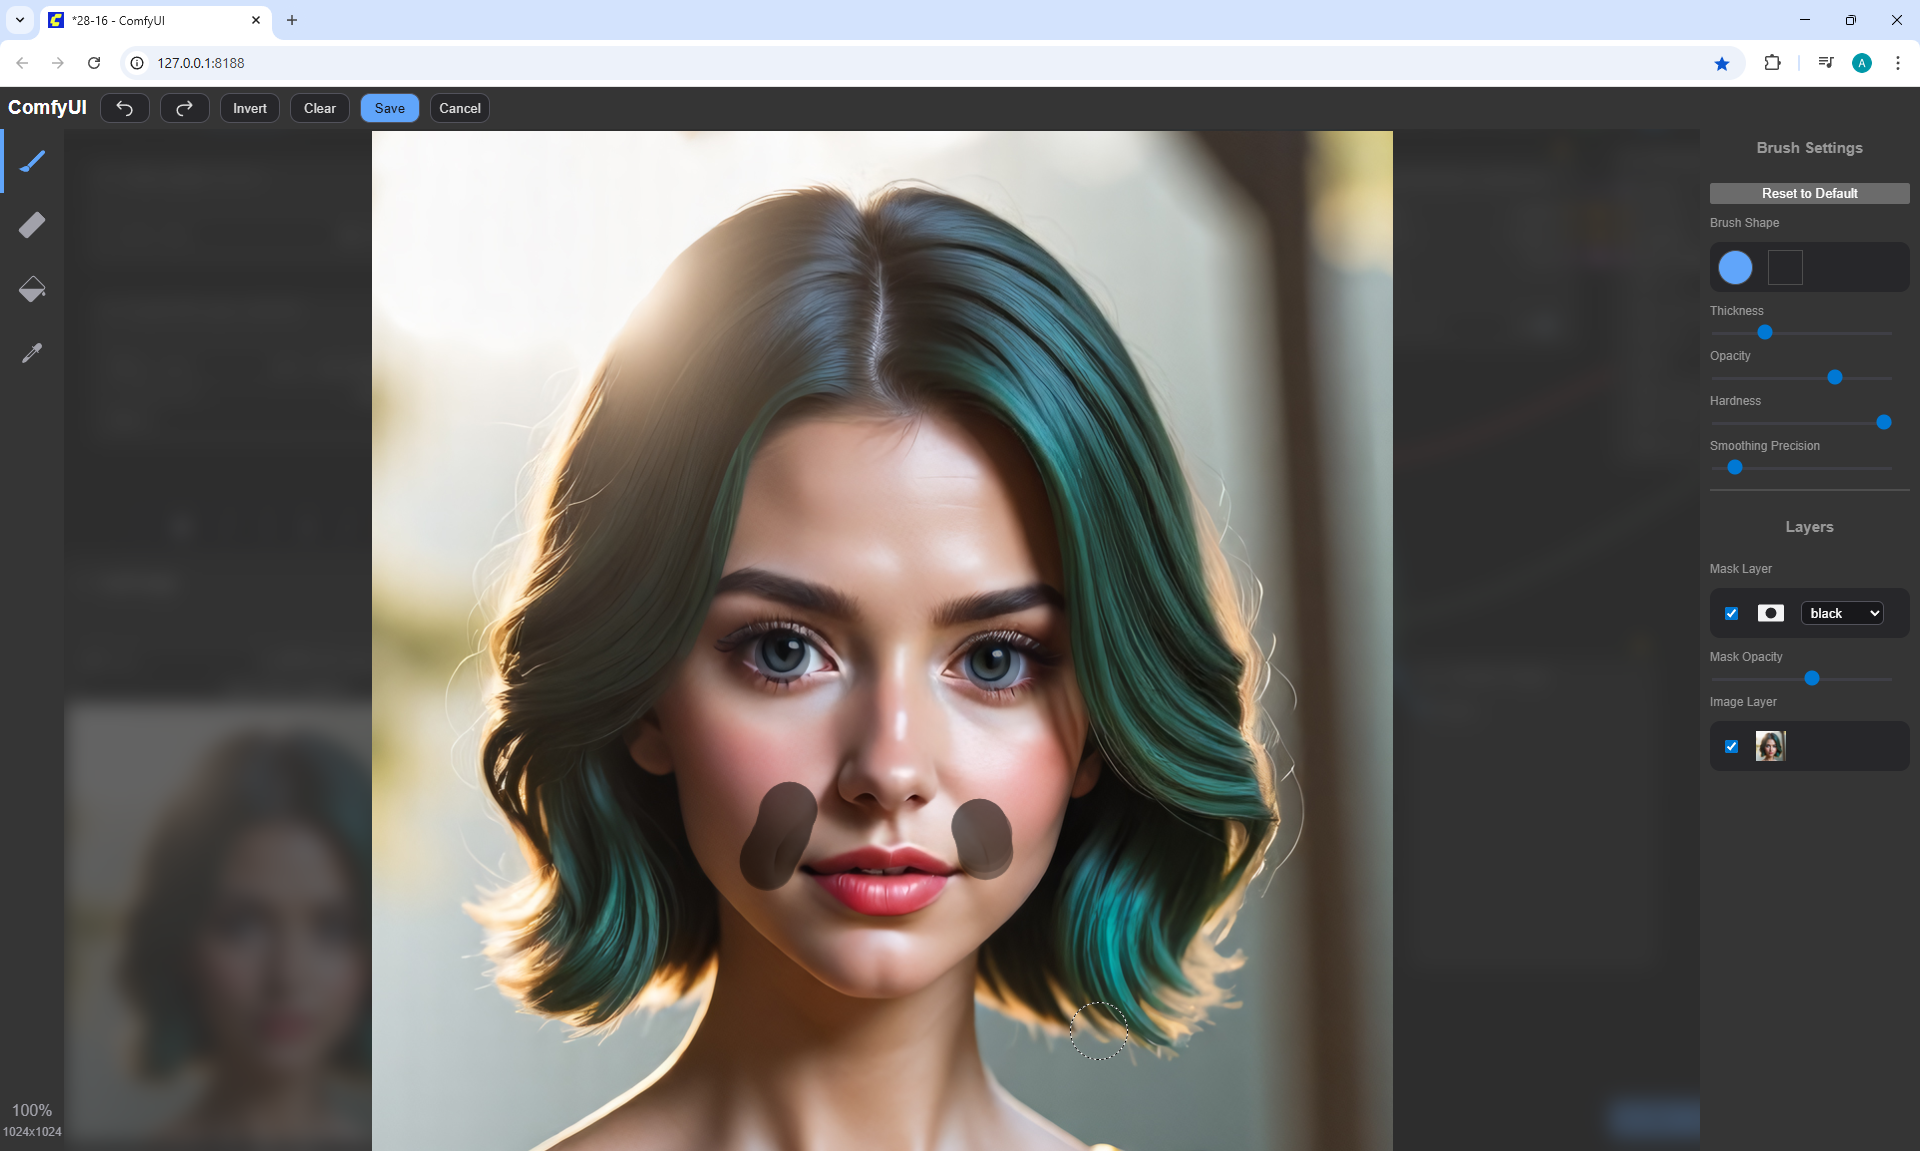 *28-16 - ComfyUI
127.0.0.1:8188
A
ComfyUI
Invert
Clear
Save
Cancel
Brush Settings
Reset to Default
Brush Shape
Thickness
Opacity
Hardness
Smoothing Precision
Layers
Mask Layer
black
Mask Opacity
Image Layer
100%
1024x1024